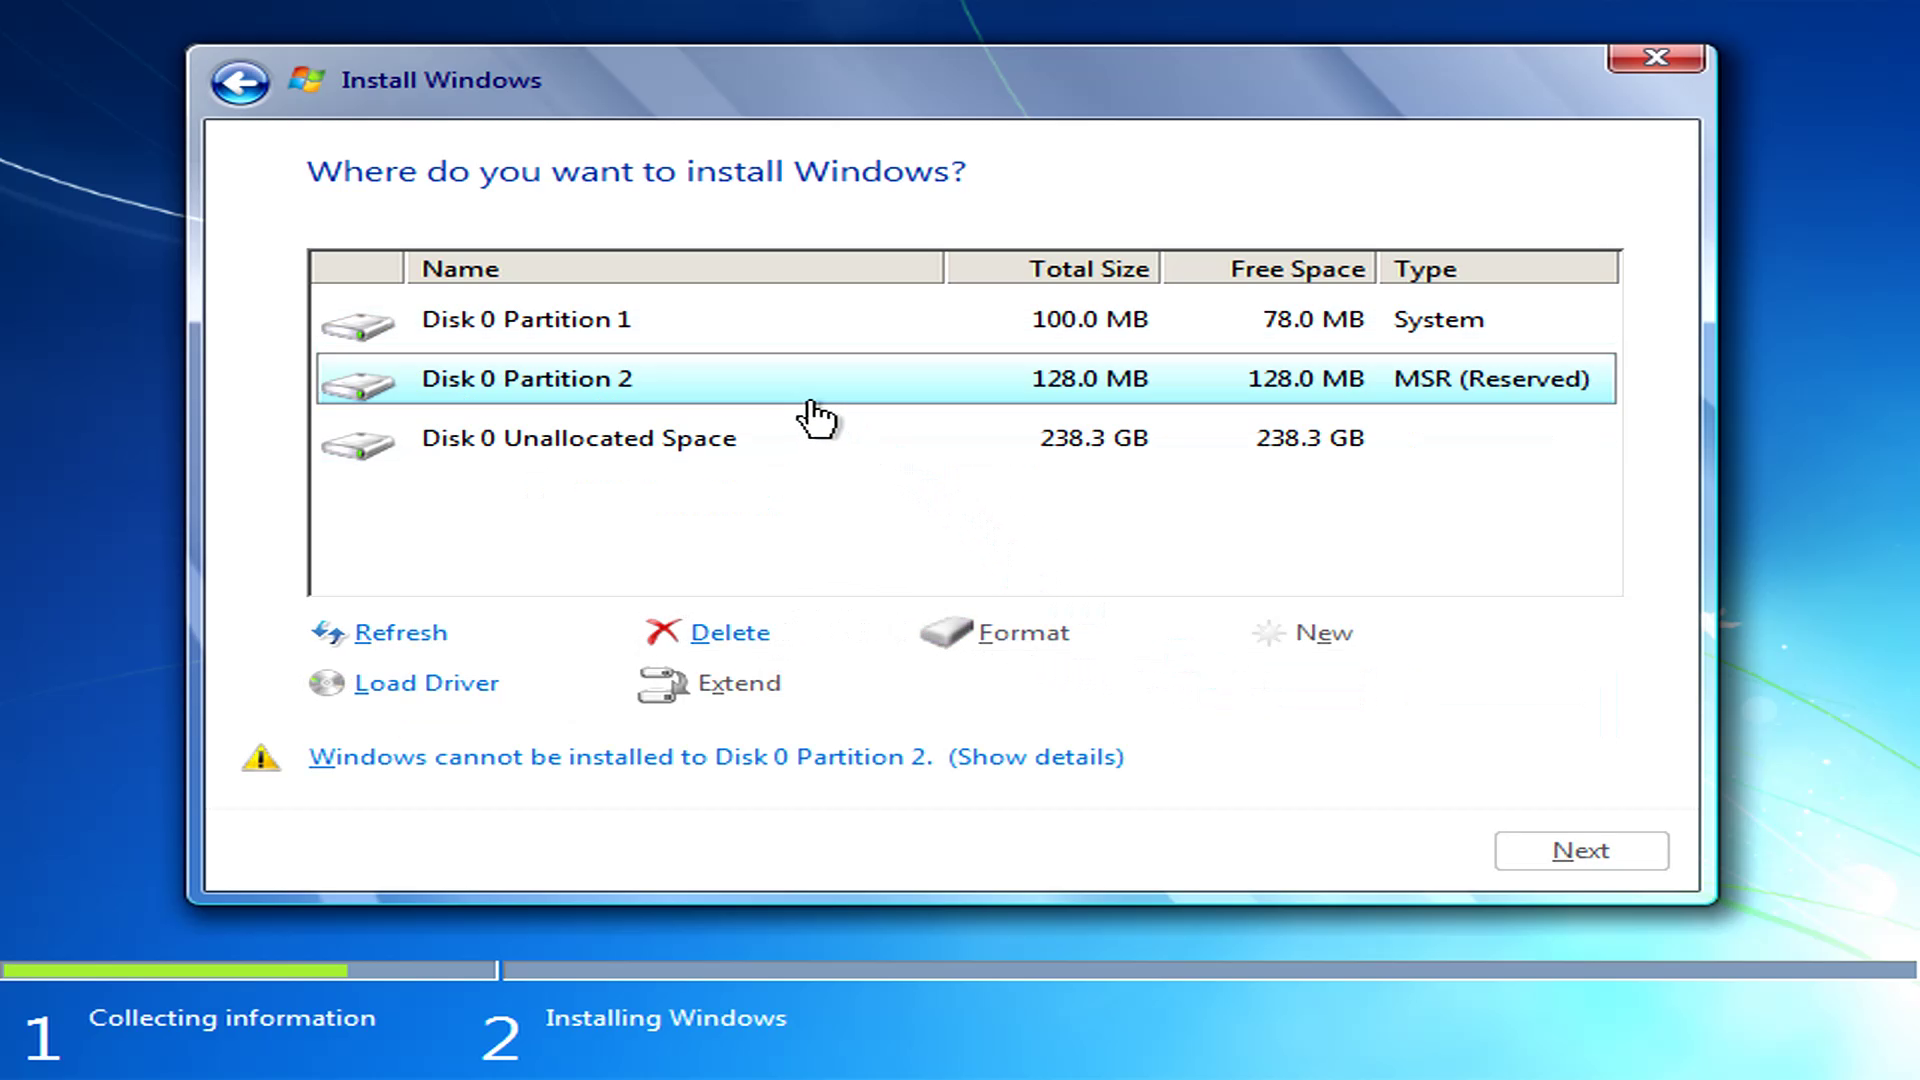 Install Windows
Where do you want to install Windows?
Name Total Size Free Space Type
Disk 0 Partition 1 100.0 MB 78.0 MB System
Disk 0 Partition 2 128.0 MB 128.0 MB MSR (Reserved)
Disk 0 Unallocated Space 238.3 GB 238.3 GB
Refresh Delete Format New
Load Driver Extend
Windows cannot be installed to Disk 0 Partition 2. (Show details)
Next
1 Collecting information 2 Installing Windows